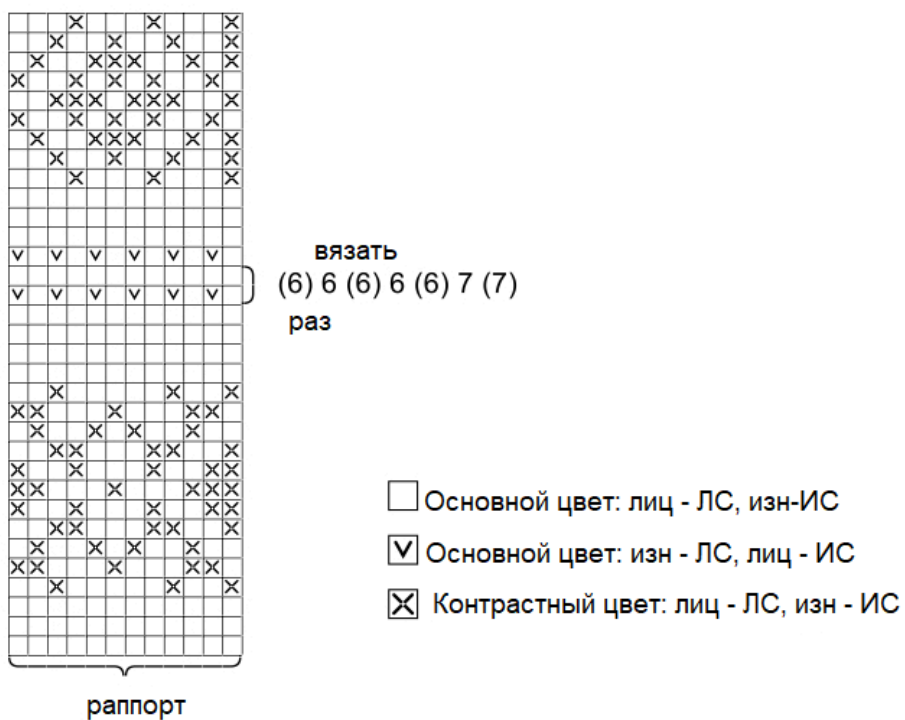 вязать
(6) 6 (6) 6 (6) 7 (7)
раз
Основной цвет: лиц - ЛС, изн-ИС
Основной цвет: изн - ЛС, лиц - ИС
Контрастный цвет: лиц - ЛС, изн - ИС
раппорт